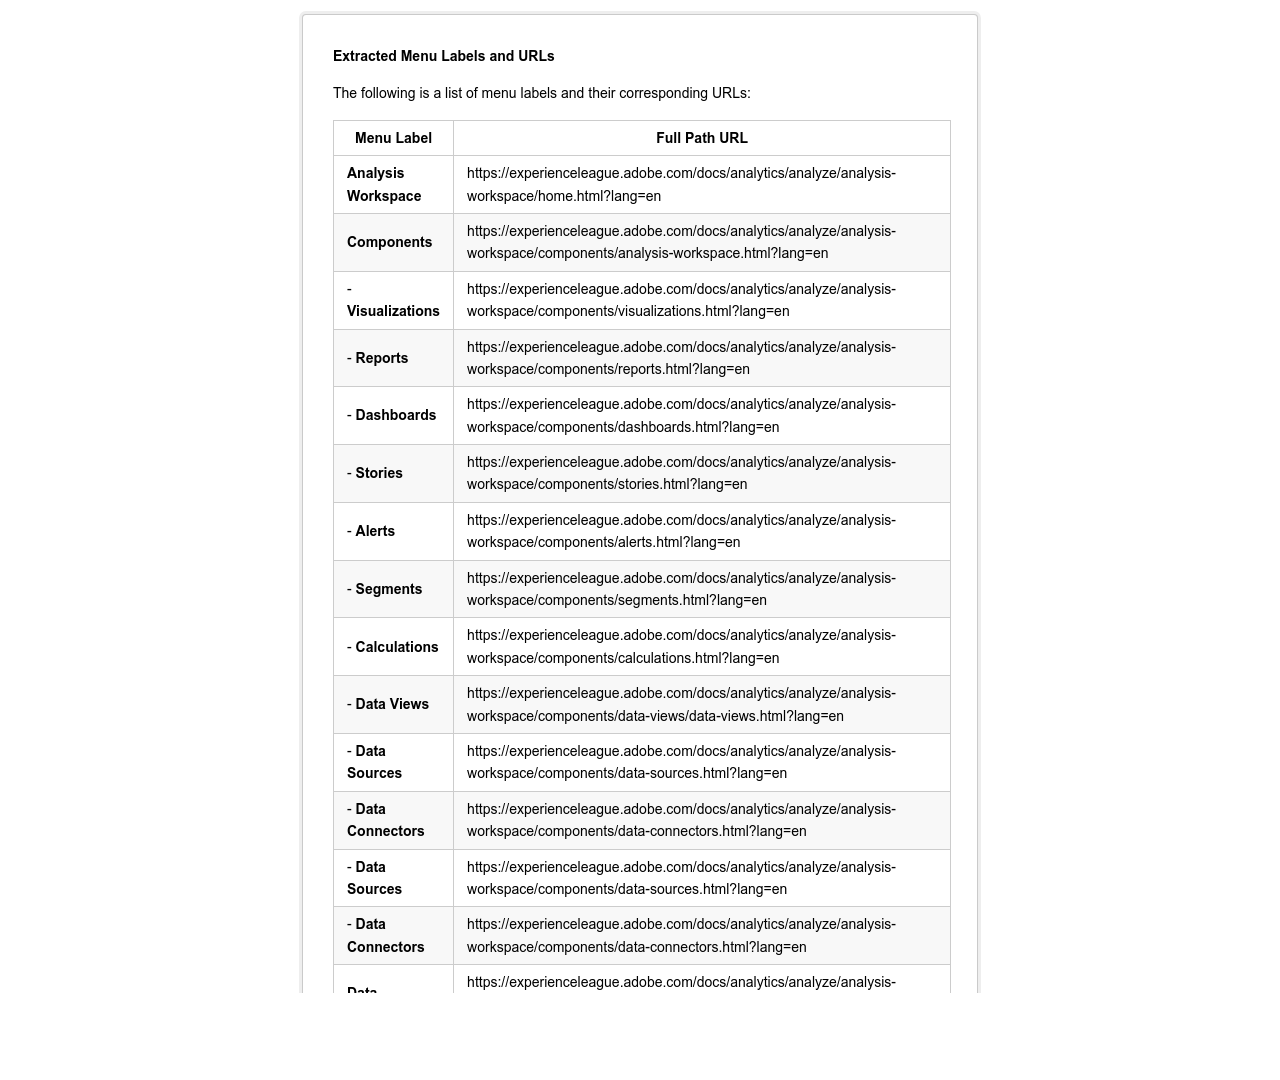 Extracted Menu Labels and URLs
The following is a list of menu labels and their corresponding URLs:
Menu Label Full Path URL
Analysis Workspace https://experienceleague.adobe.com/docs/analytics/analyze/analysis-
workspace/home.html?lang=en
Components https://experienceleague.adobe.com/docs/analytics/analyze/analysis-
workspace/components/analysis-workspace.html?lang=en
- Visualizations https://experienceleague.adobe.com/docs/analytics/analyze/analysis-
workspace/components/visualizations.html?lang=en
- Reports https://experienceleague.adobe.com/docs/analytics/analyze/analysis-
workspace/components/reports.html?lang=en
- Dashboards https://experienceleague.adobe.com/docs/analytics/analyze/analysis-
workspace/components/dashboards.html?lang=en
- Stories https://experienceleague.adobe.com/docs/analytics/analyze/analysis-
workspace/components/stories.html?lang=en
- Alerts https://experienceleague.adobe.com/docs/analytics/analyze/analysis-
workspace/components/alerts.html?lang=en
- Segments https://experienceleague.adobe.com/docs/analytics/analyze/analysis-
workspace/components/segments.html?lang=en
- Calculations https://experienceleague.adobe.com/docs/analytics/analyze/analysis-
workspace/components/calculations.html?lang=en
- Data Views https://experienceleague.adobe.com/docs/analytics/analyze/analysis-
workspace/components/data-views/data-views.html?lang=en
- Data Sources https://experienceleague.adobe.com/docs/analytics/analyze/analysis-
workspace/components/data-sources.html?lang=en
- Data Connectors https://experienceleague.adobe.com/docs/analytics/analyze/analysis-
workspace/components/data-connectors.html?lang=en
- Data Sources https://experienceleague.adobe.com/docs/analytics/analyze/analysis-
workspace/components/data-sources.html?lang=en
- Data Connectors https://experienceleague.adobe.com/docs/analytics/analyze/analysis-
workspace/components/data-connectors.html?lang=en
Data https://experienceleague.adobe.com/docs/analytics/analyze/analysis-